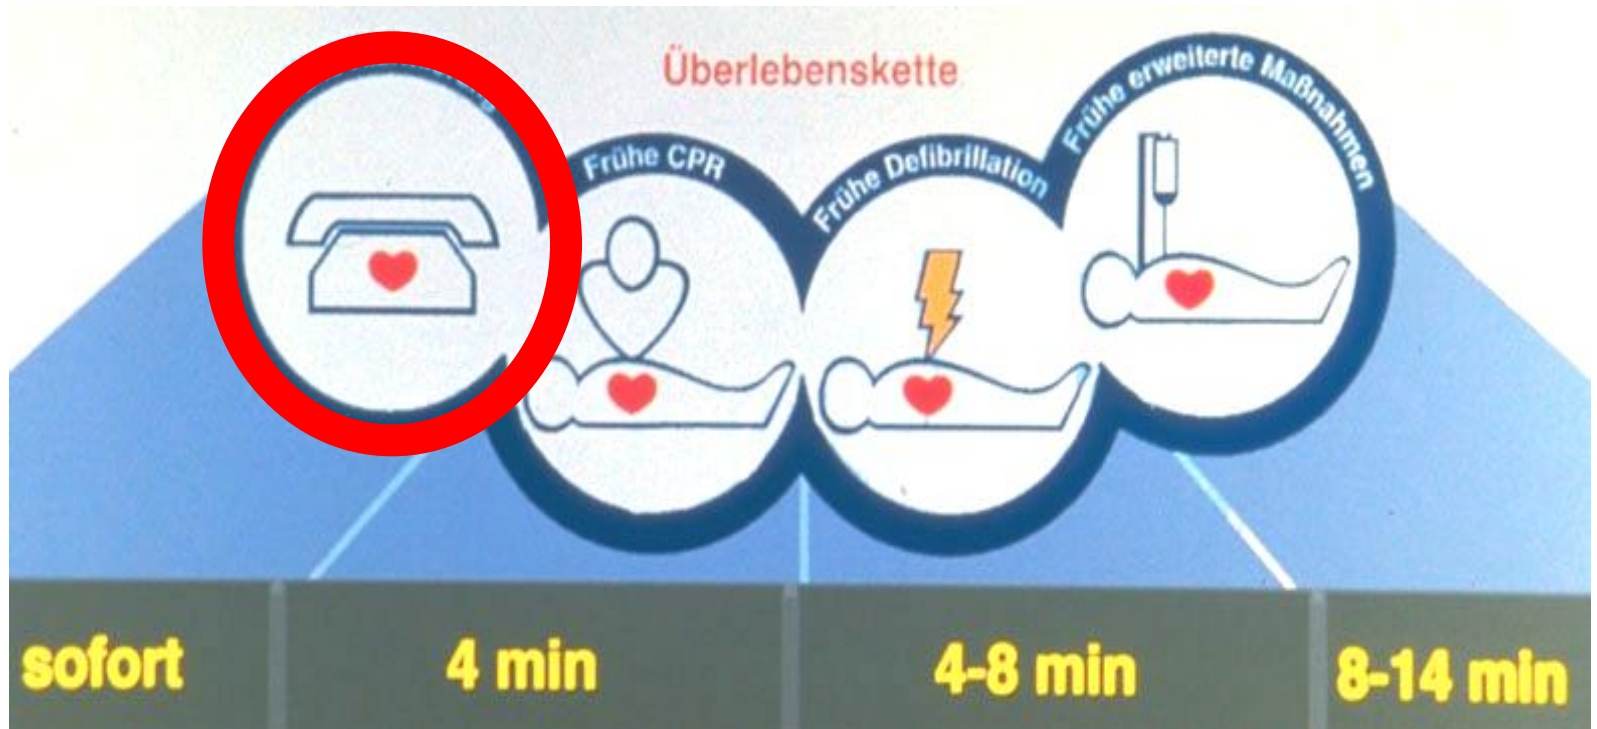 Überlebenskette
Frühe CPR
Frühe Defibrillation
Frühe erweiterte Maßnahmen
sofort
4 min
4-8 min
8-14 min